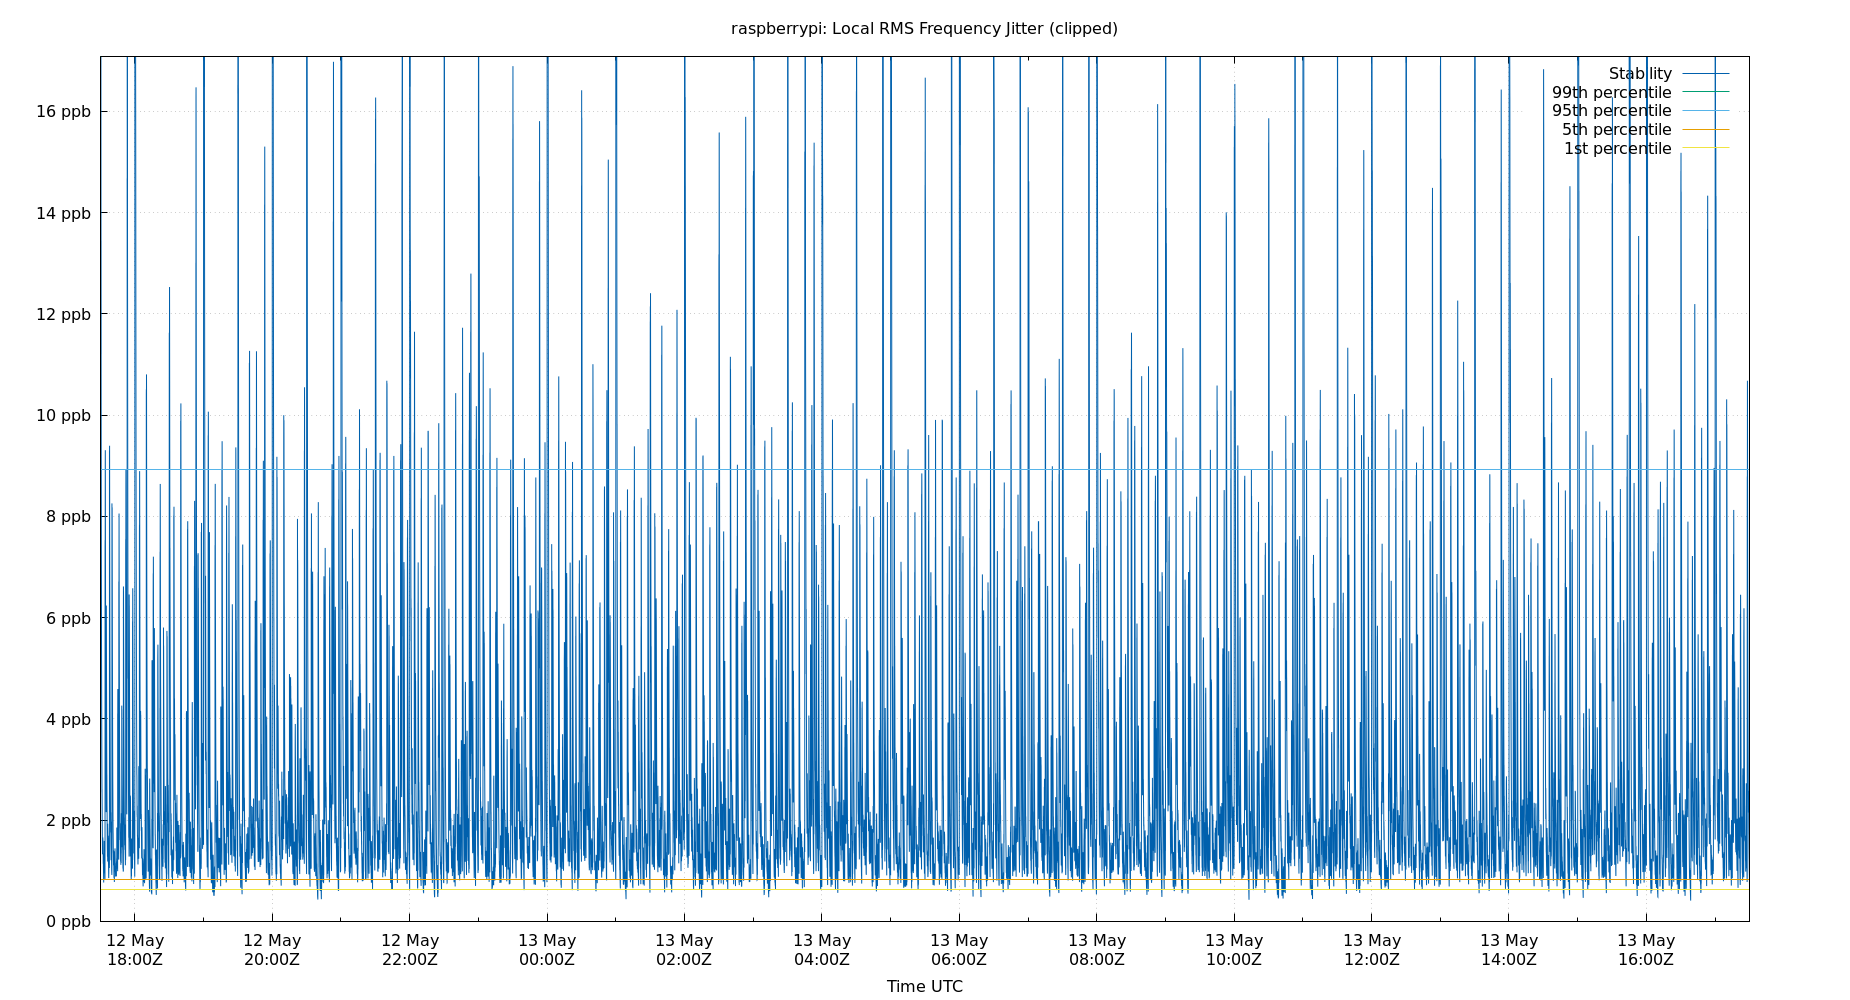 raspberrypi: Local RMS Frequency Jitter (clipped)
Stability
99th percentile
95th percentile
5th percentile
1st percentile
16 ppb
14 ppb
12 ppb
10 ppb
8 ppb
6 ppb
4 ppb
2 ppb
0 ppb
12 May 12 May 12 May 13 May 13 May 13 May 13 May 13 May 13 May 13 May 13 May 13 May
18:00Z 20:00Z 22:00Z 00:00Z 02:00Z 04:00Z 06:00Z 08:00Z 10:00Z 12:00Z 14:00Z 16:00Z
Time UTC